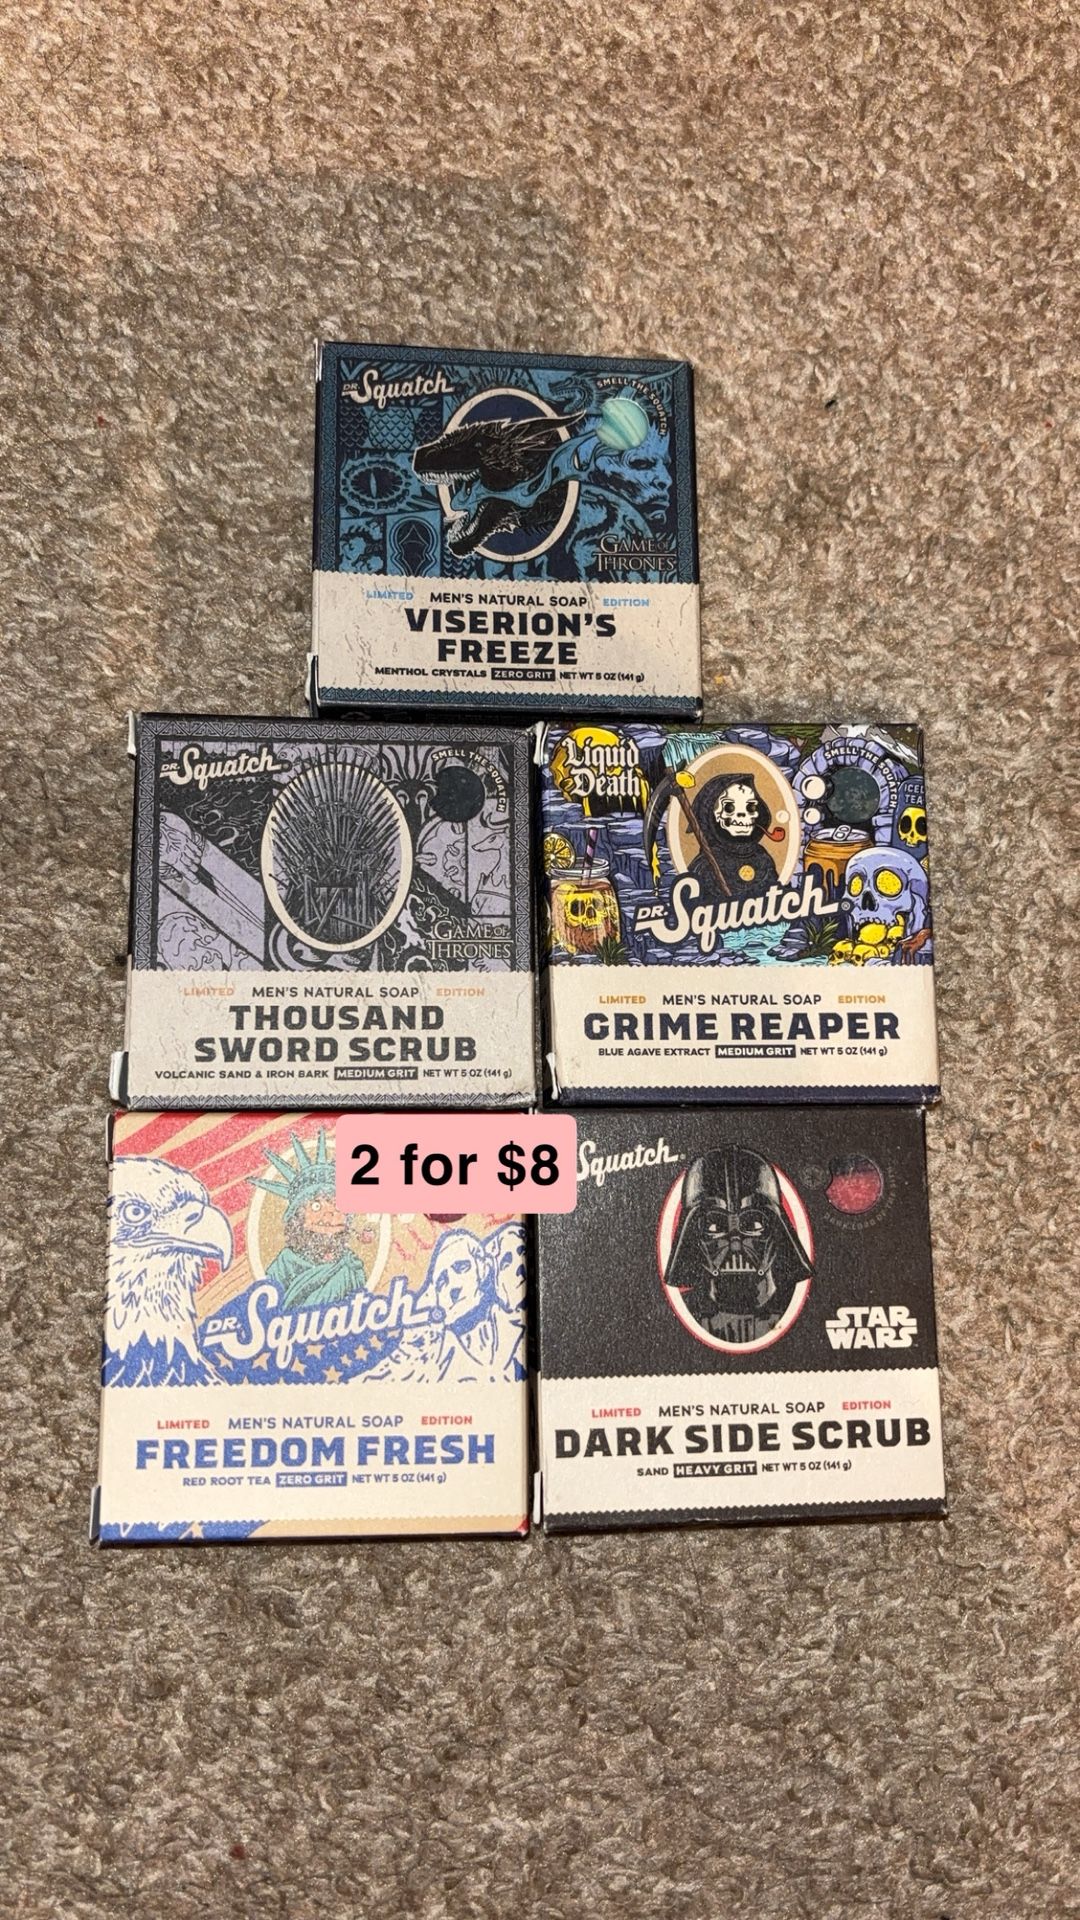 DR. Squatch
SMELL THE SQUATCH
GAME OF
THRONES
LIMITED MEN'S NATURAL SOAP EDITION
VISERION'S
FREEZE
MENTHOL CRYSTALS ZERO GRIT NET WT 5 OZ (141 g)
DR. Squatch
SMELL THE SQUATCH
GAME OF
THRONES
LIMITED MEN'S NATURAL SOAP EDITION
THOUSAND
SWORD SCRUB
VOLCANIC SAND & IRON BARK MEDIUM GRIT NET WT 5 OZ (141 g)
Liquid
Death
SMELL THE SQUATCH
ICED
TEA
DR. Squatch
LIMITED MEN'S NATURAL SOAP EDITION
GRIME REAPER
BLUE AGAVE EXTRACT MEDIUM GRIT NET WT 5 OZ (141 g)
2 for $8
DR. Squatch
LIMITED MEN'S NATURAL SOAP EDITION
FREEDOM FRESH
RED ROOT TEA ZERO GRIT NET WT 5 OZ (141 g)
Squatch
STAR
WARS
LIMITED MEN'S NATURAL SOAP EDITION
DARK SIDE SCRUB
SAND HEAVY GRIT NET WT 5 OZ (141 g)